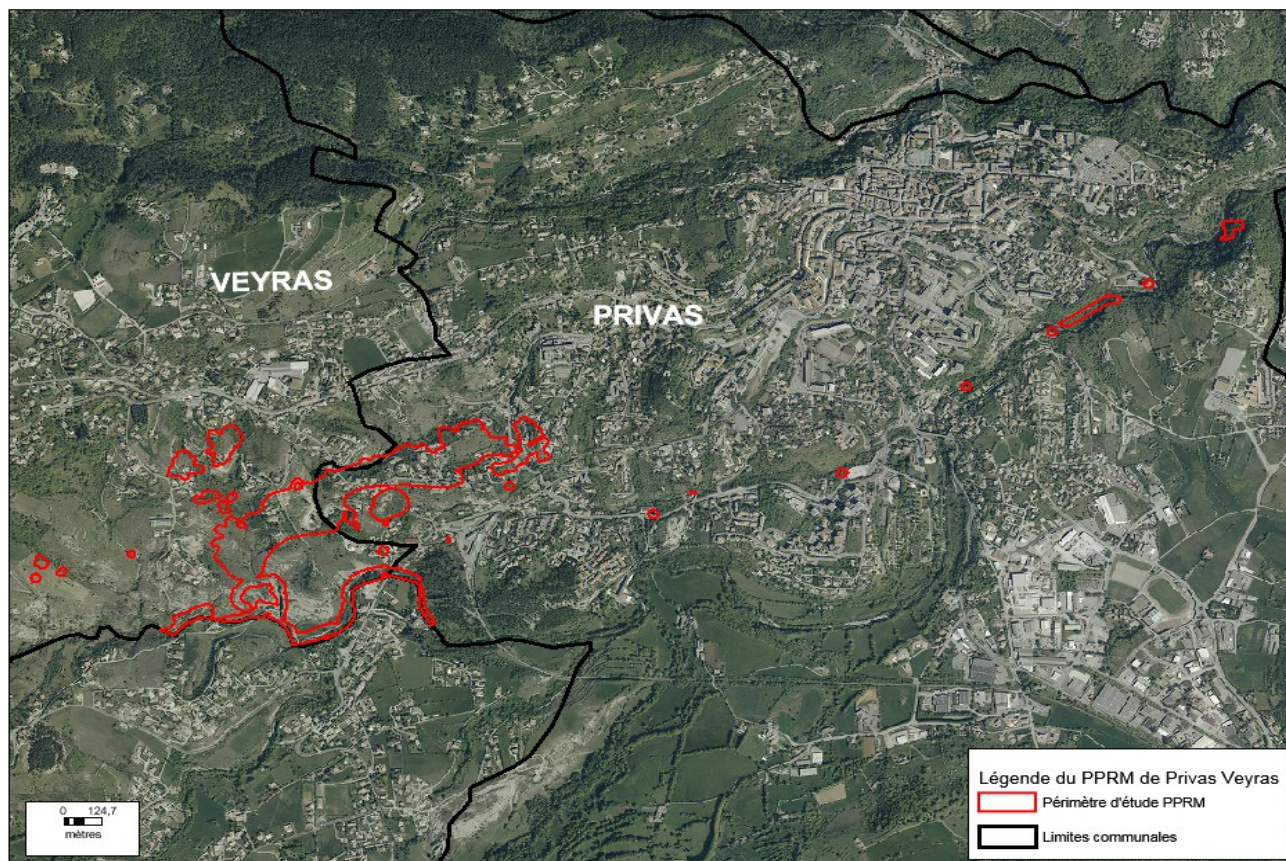 VEYRAS
PRIVAS
Légende du PPRM de Privas Veyras
Périmètre d'étude PPRM
Limites communales
0 124,7
mètres